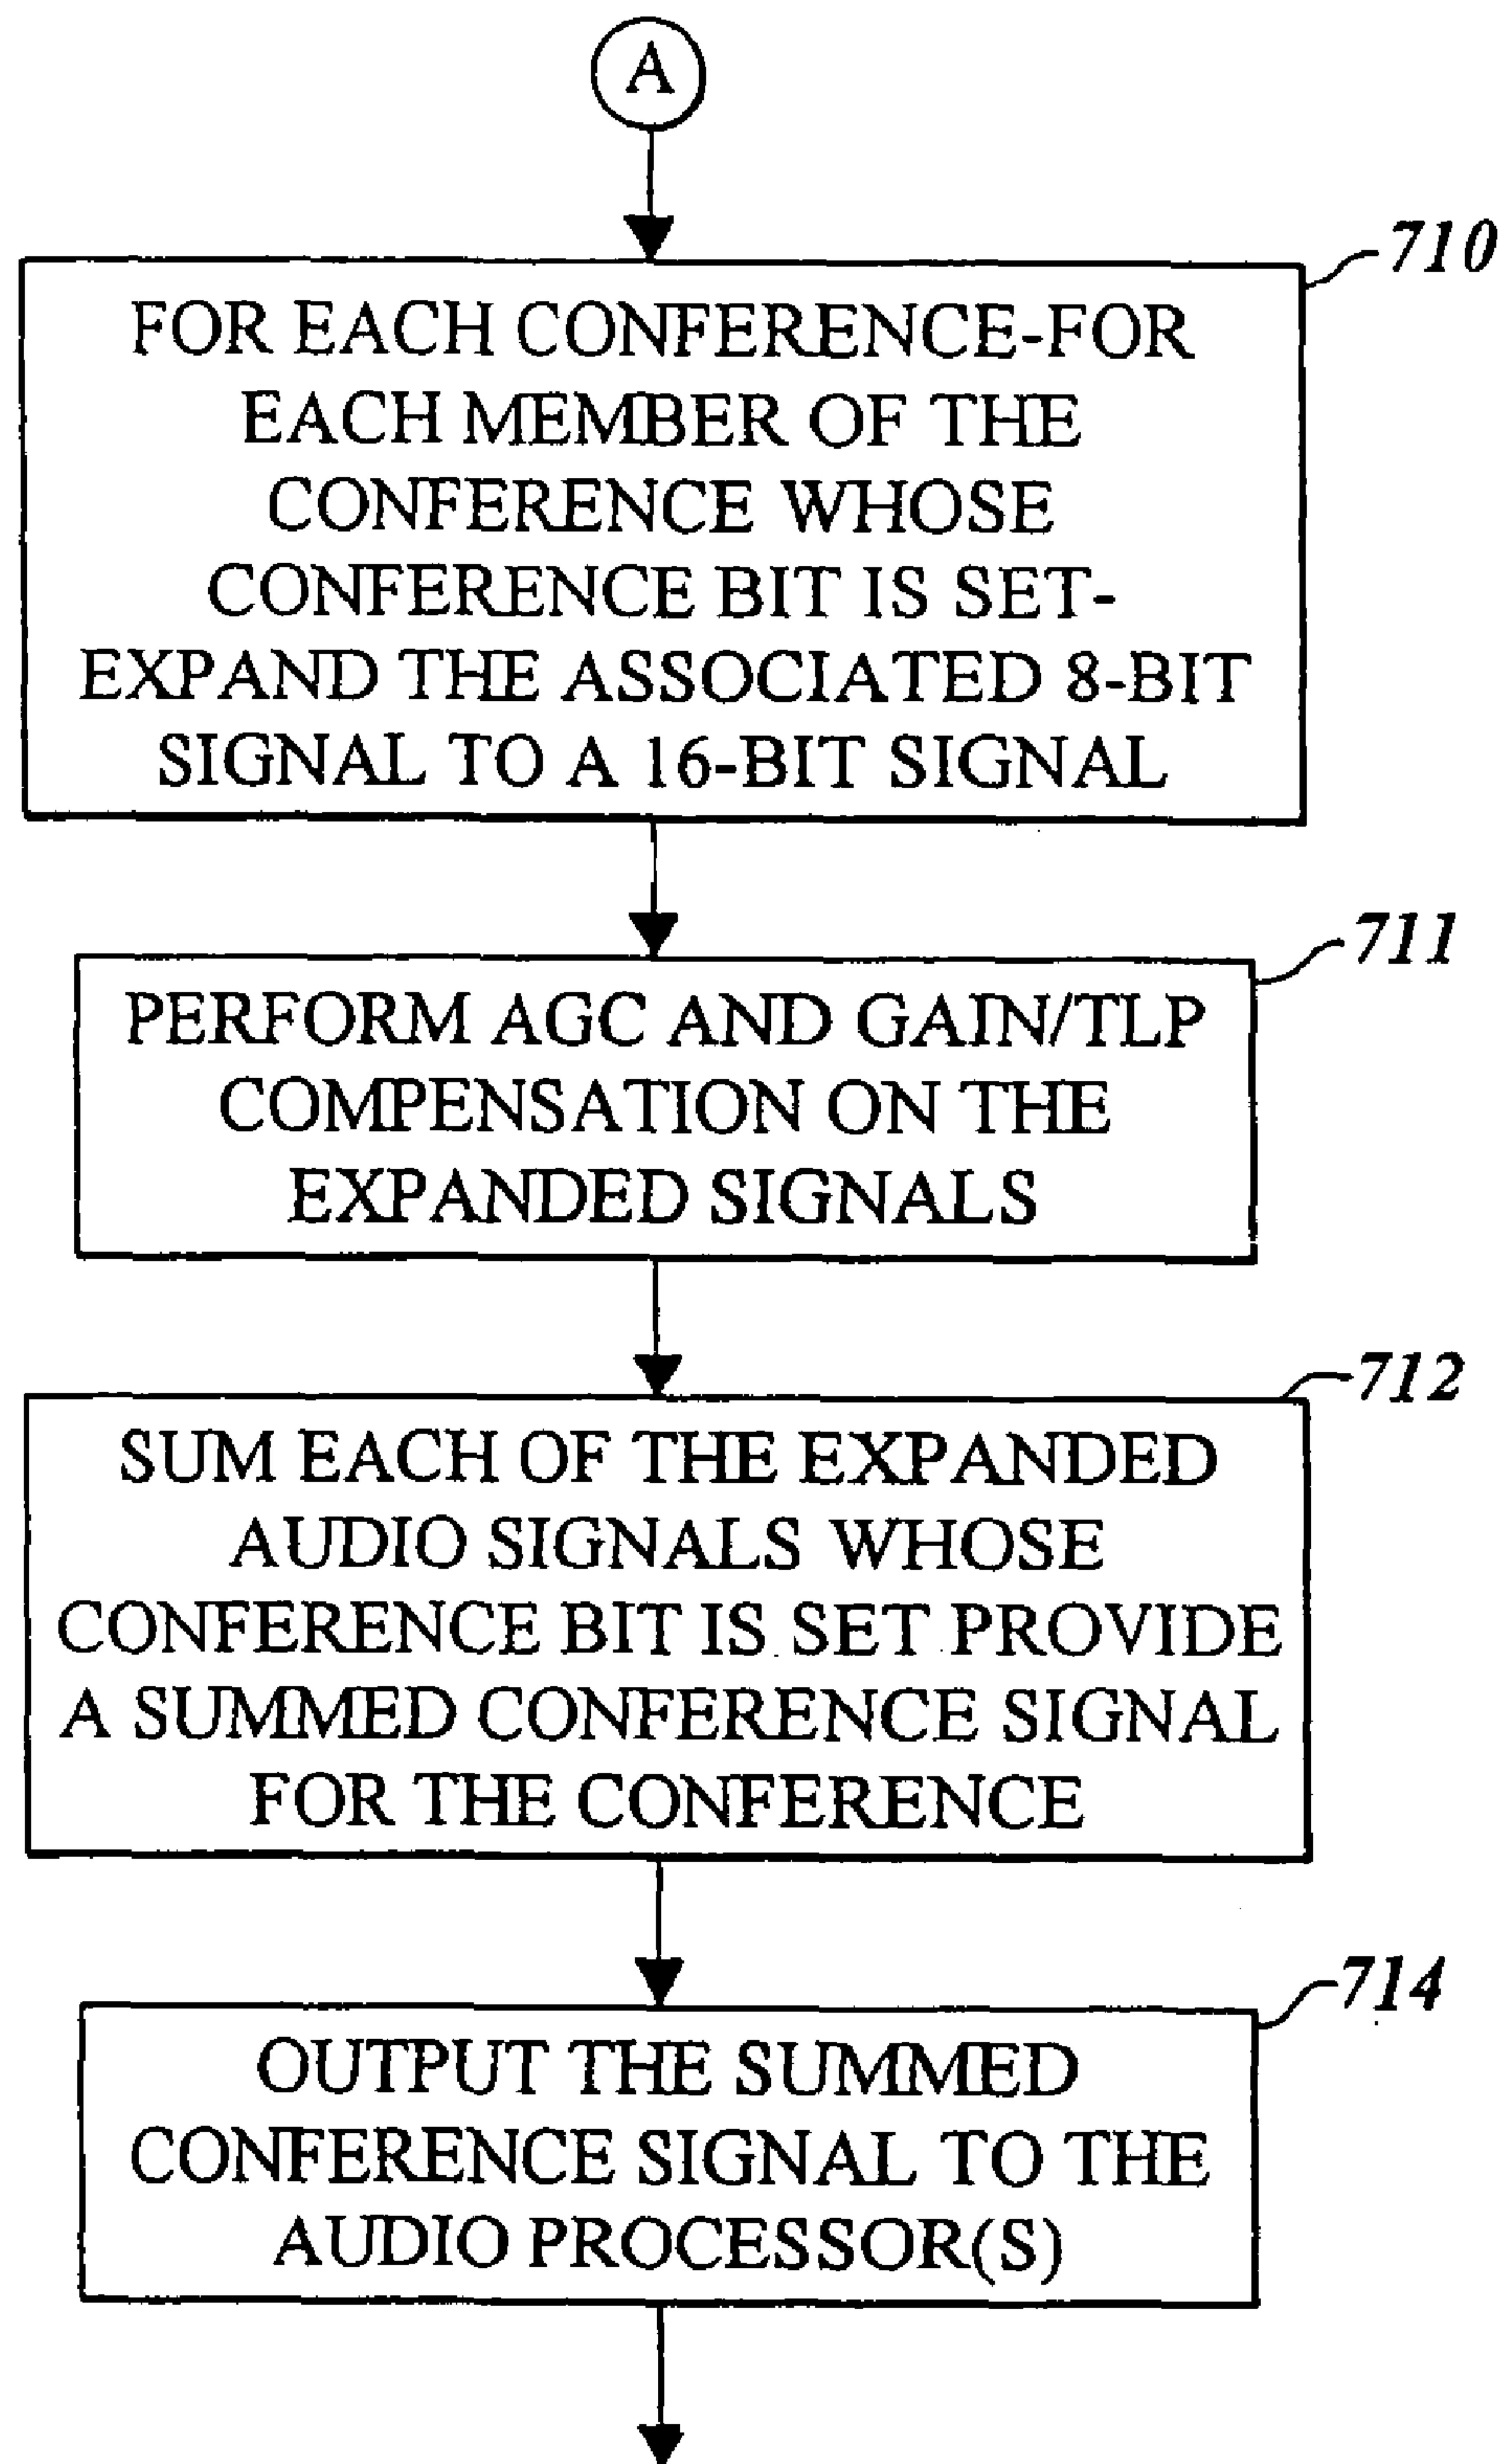 A
710
FOR EACH CONFERENCE-FOR
EACH MEMBER OF THE
CONFERENCE WHOSE
CONFERENCE BIT IS SET-
EXPAND THE ASSOCIATED 8-BIT
SIGNAL TO A 16-BIT SIGNAL
711
PERFORM AGC AND GAIN/TLP
COMPENSATION ON THE
EXPANDED SIGNALS
712
SUM EACH OF THE EXPANDED
AUDIO SIGNALS WHOSE
CONFERENCE BIT IS SET PROVIDE
A SUMMED CONFERENCE SIGNAL
FOR THE CONFERENCE
714
OUTPUT THE SUMMED
CONFERENCE SIGNAL TO THE
AUDIO PROCESSOR(S)